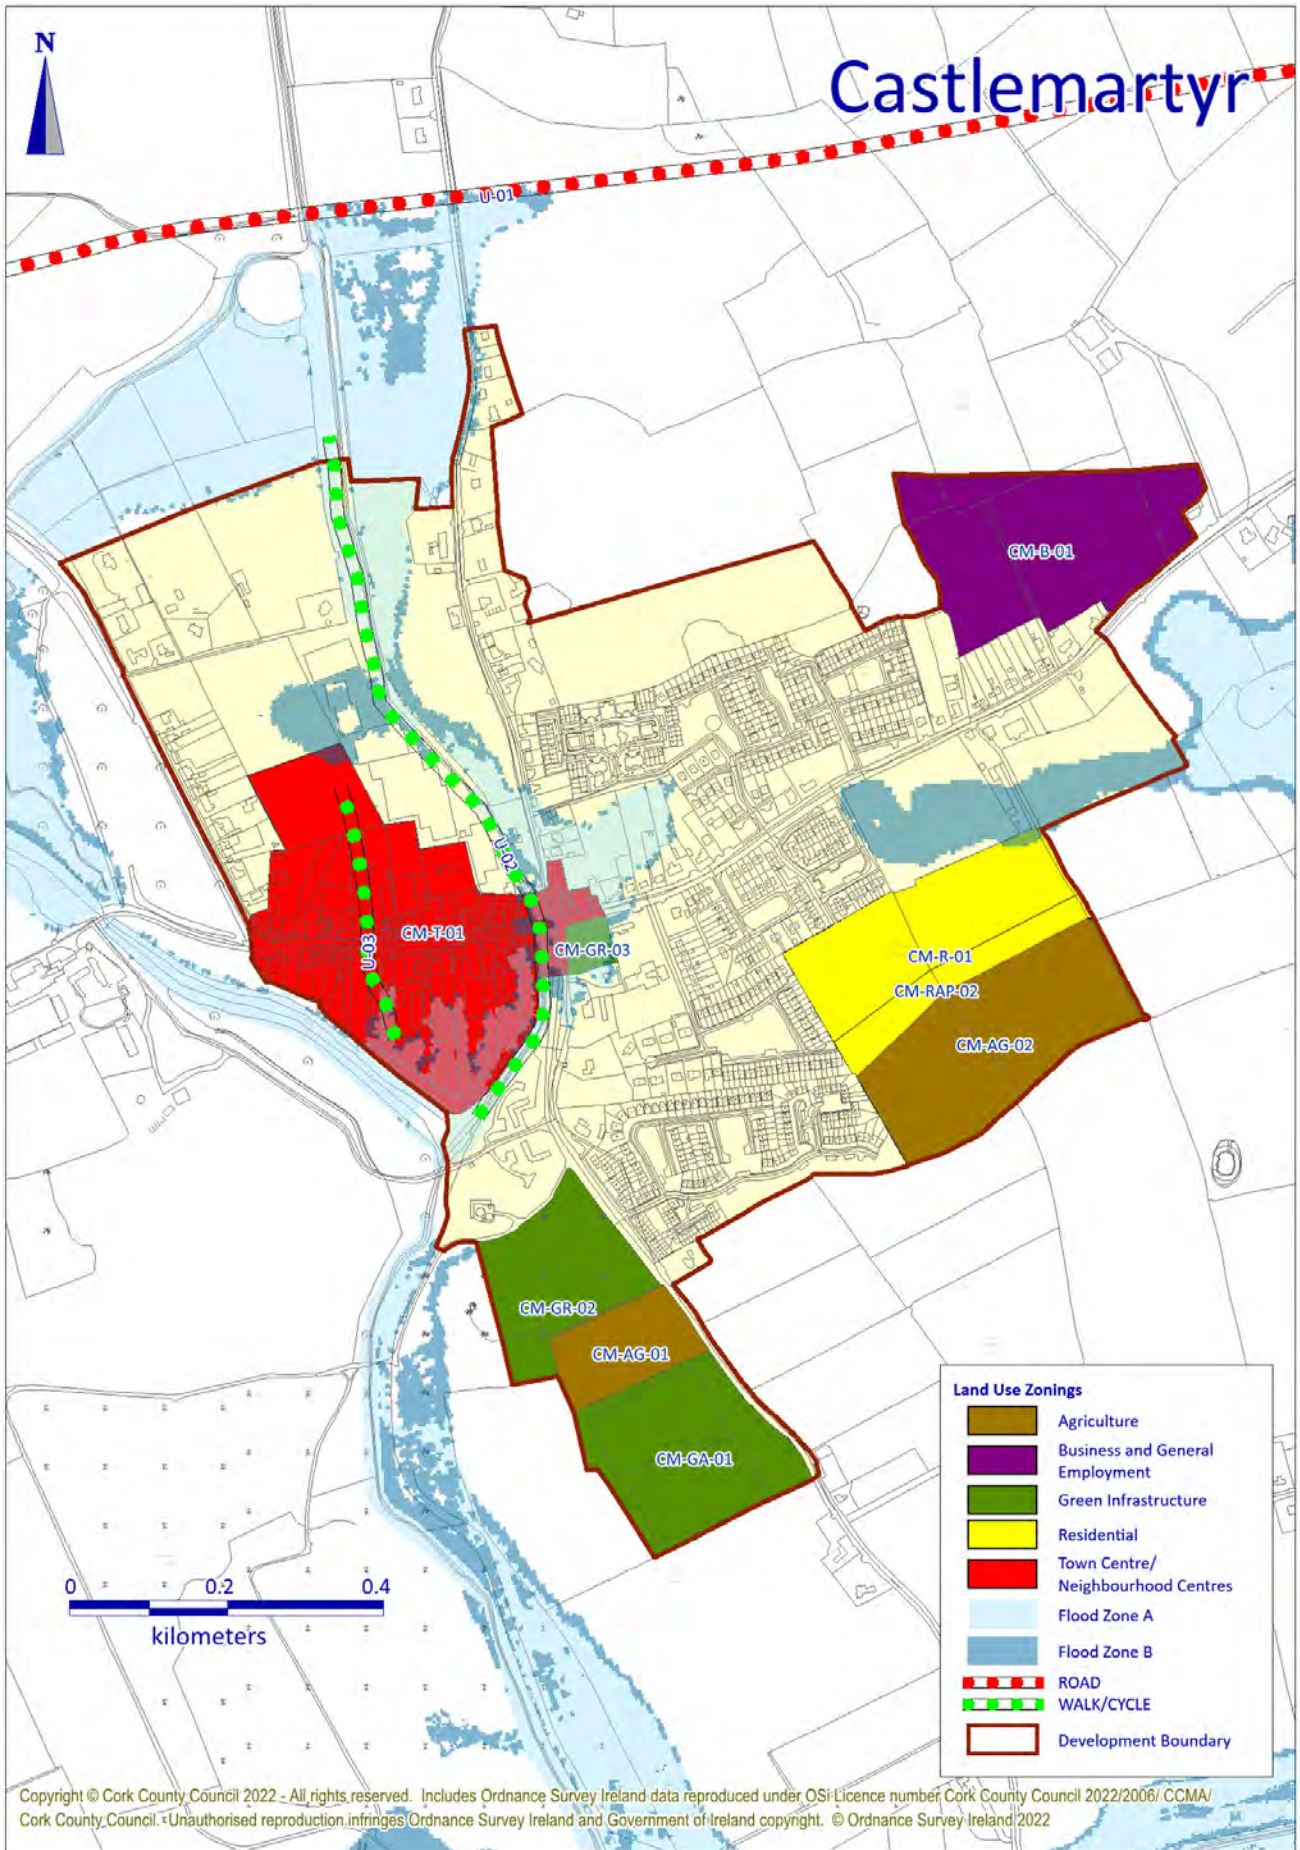 N
Castlemartyr
U-01
CM-B-01
U-02
U-03
CM-T-01
CM-GR-03
CM-R-01
CM-RAP-02
CM-AG-02
CM-GR-02
CM-AG-01
CM-GA-01
Land Use Zonings
Agriculture
Business and General
Employment
Green Infrastructure
Residential
Town Centre/
Neighbourhood Centres
Flood Zone A
Flood Zone B
ROAD
WALK/CYCLE
Development Boundary
0 0.2 0.4
kilometers
Copyright © Cork County Council 2022 - All rights reserved. Includes Ordnance Survey Ireland data reproduced under OSi Licence number Cork County Council 2022/2006/ CCMA/
Cork County Council. Unauthorised reproduction infringes Ordnance Survey Ireland and Government of Ireland copyright. © Ordnance Survey Ireland 2022